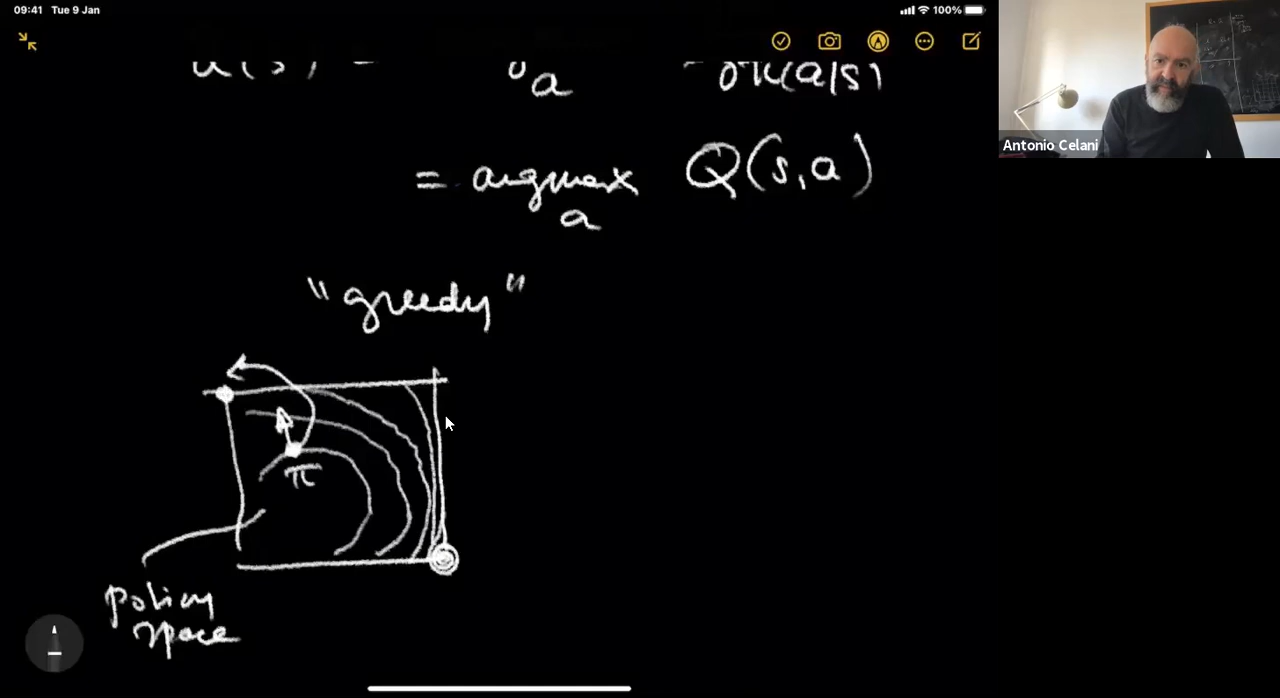 09:41 Tue 9 Jan
100%
= argmax Q(s,a)
a
"greedy"
π
policy
space
Antonio Celani